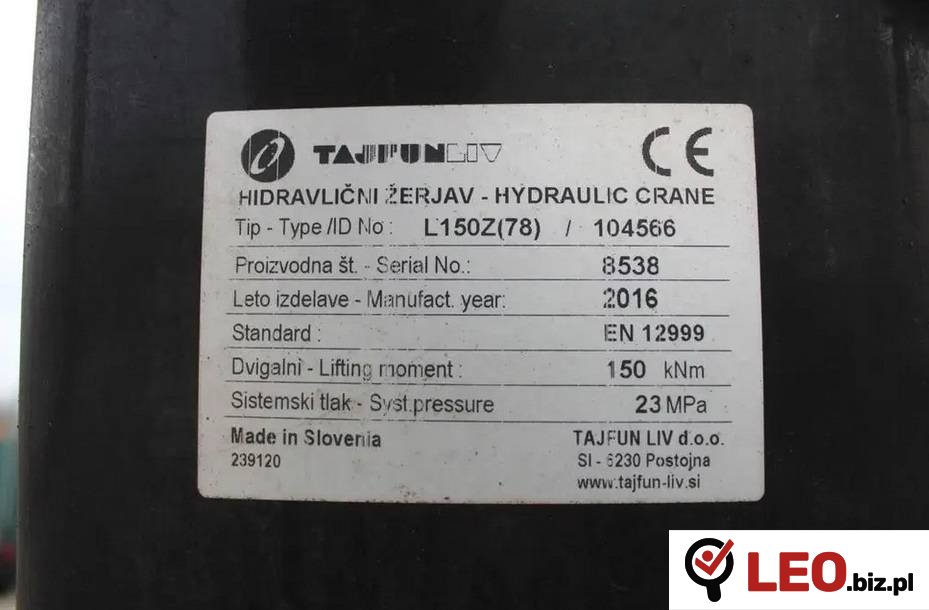 TAJFUN LIV CE
HIDRAVLIČNI ŽERJAV - HYDRAULIC CRANE
Tip - Type /ID No : L150Z(78) / 104566
Proizvodna št. - Serial No.: 8538
Leto izdelave - Manufact. year: 2016
Standard : EN 12999
Dvigalni - Lifting moment : 150 kNm
Sistemski tlak - Syst.pressure 23 MPa
Made in Slovenia TAJFUN LIV d.o.o.
239120 SI - 6230 Postojna
www.tajfun-liv.si
LEO.biz.pl